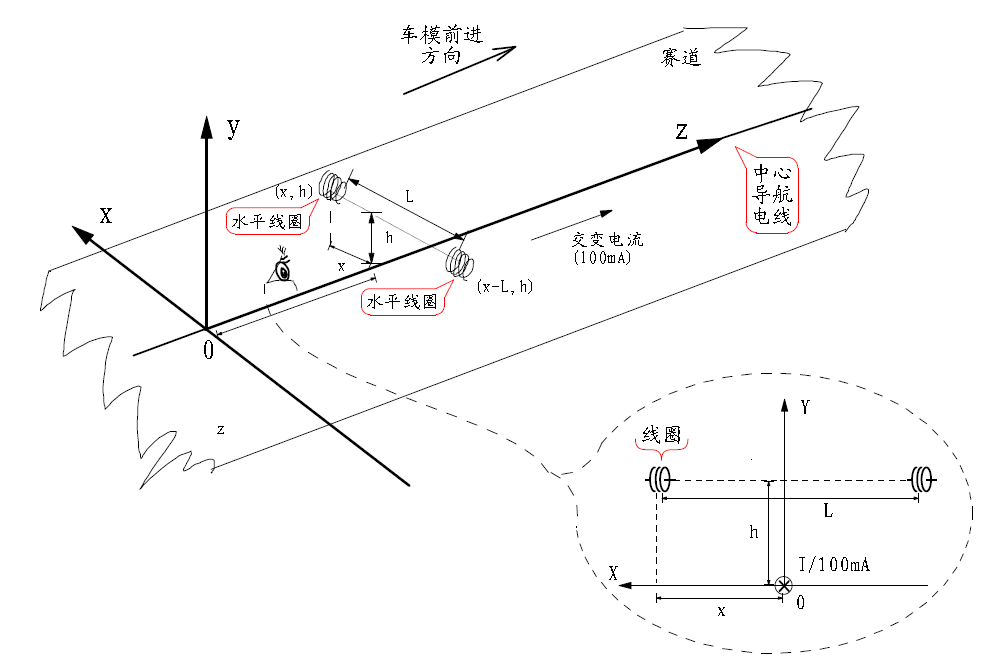 车模前进
方向
赛道
y
z
中心
导航
电线
x
(x,h)
水平线圈
L
h
x
交变电流
(100mA)
(x-L,h)
水平线圈
0
z
线圈
Y
L
h
I/100mA
X
0
x